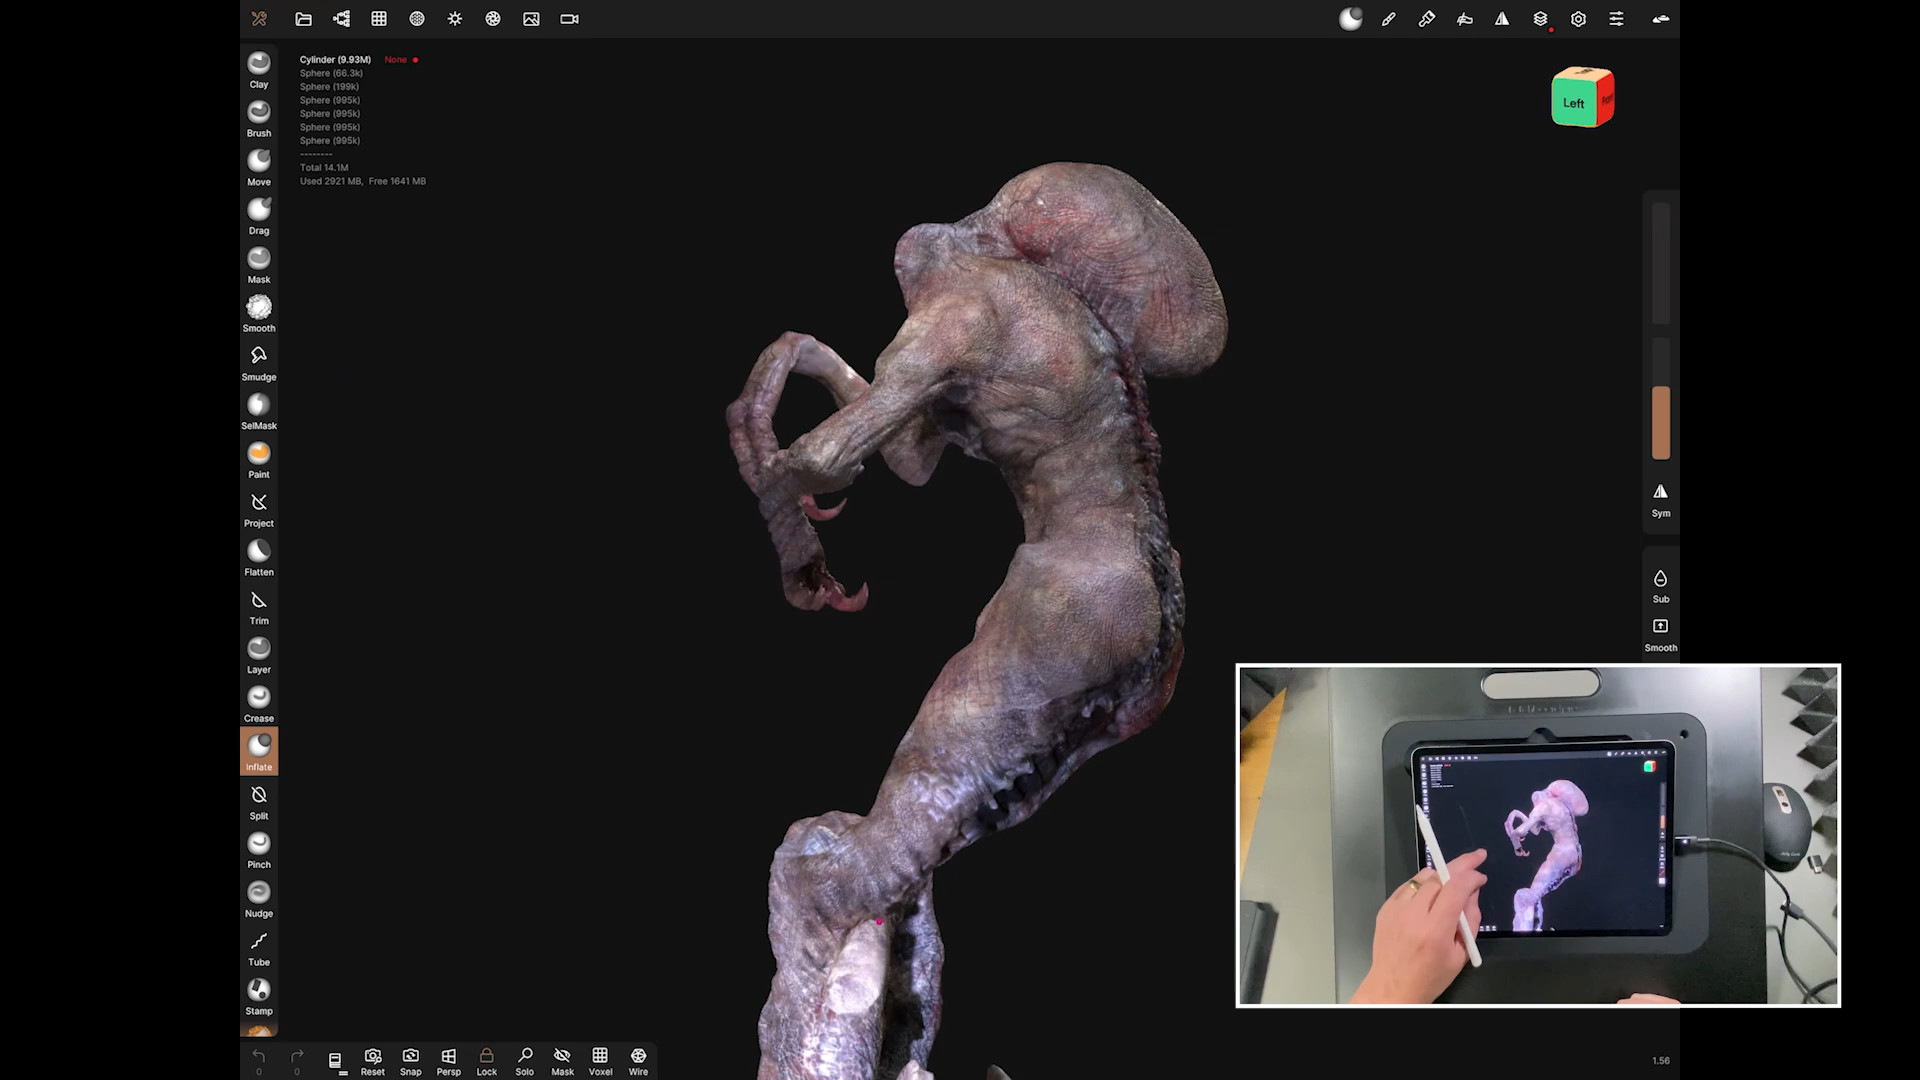 Cylinder (9.93M) None
Sphere (66.3k)
Sphere (199k)
Sphere (995k)
Sphere (995k)
Sphere (995k)
Sphere (995k)
--------
Total 14.1M
Used 2921 MB, Free 1641 MB
Clay
Brush
Move
Drag
Mask
Smooth
Smudge
SelMask
Paint
Project
Flatten
Trim
Layer
Crease
Inflate
Split
Pinch
Nudge
Tube
Stamp
Left
Sym
Sub
Smooth
0
0
Reset
Snap
Persp
Lock
Solo
Mask
Voxel
Wire
1.56